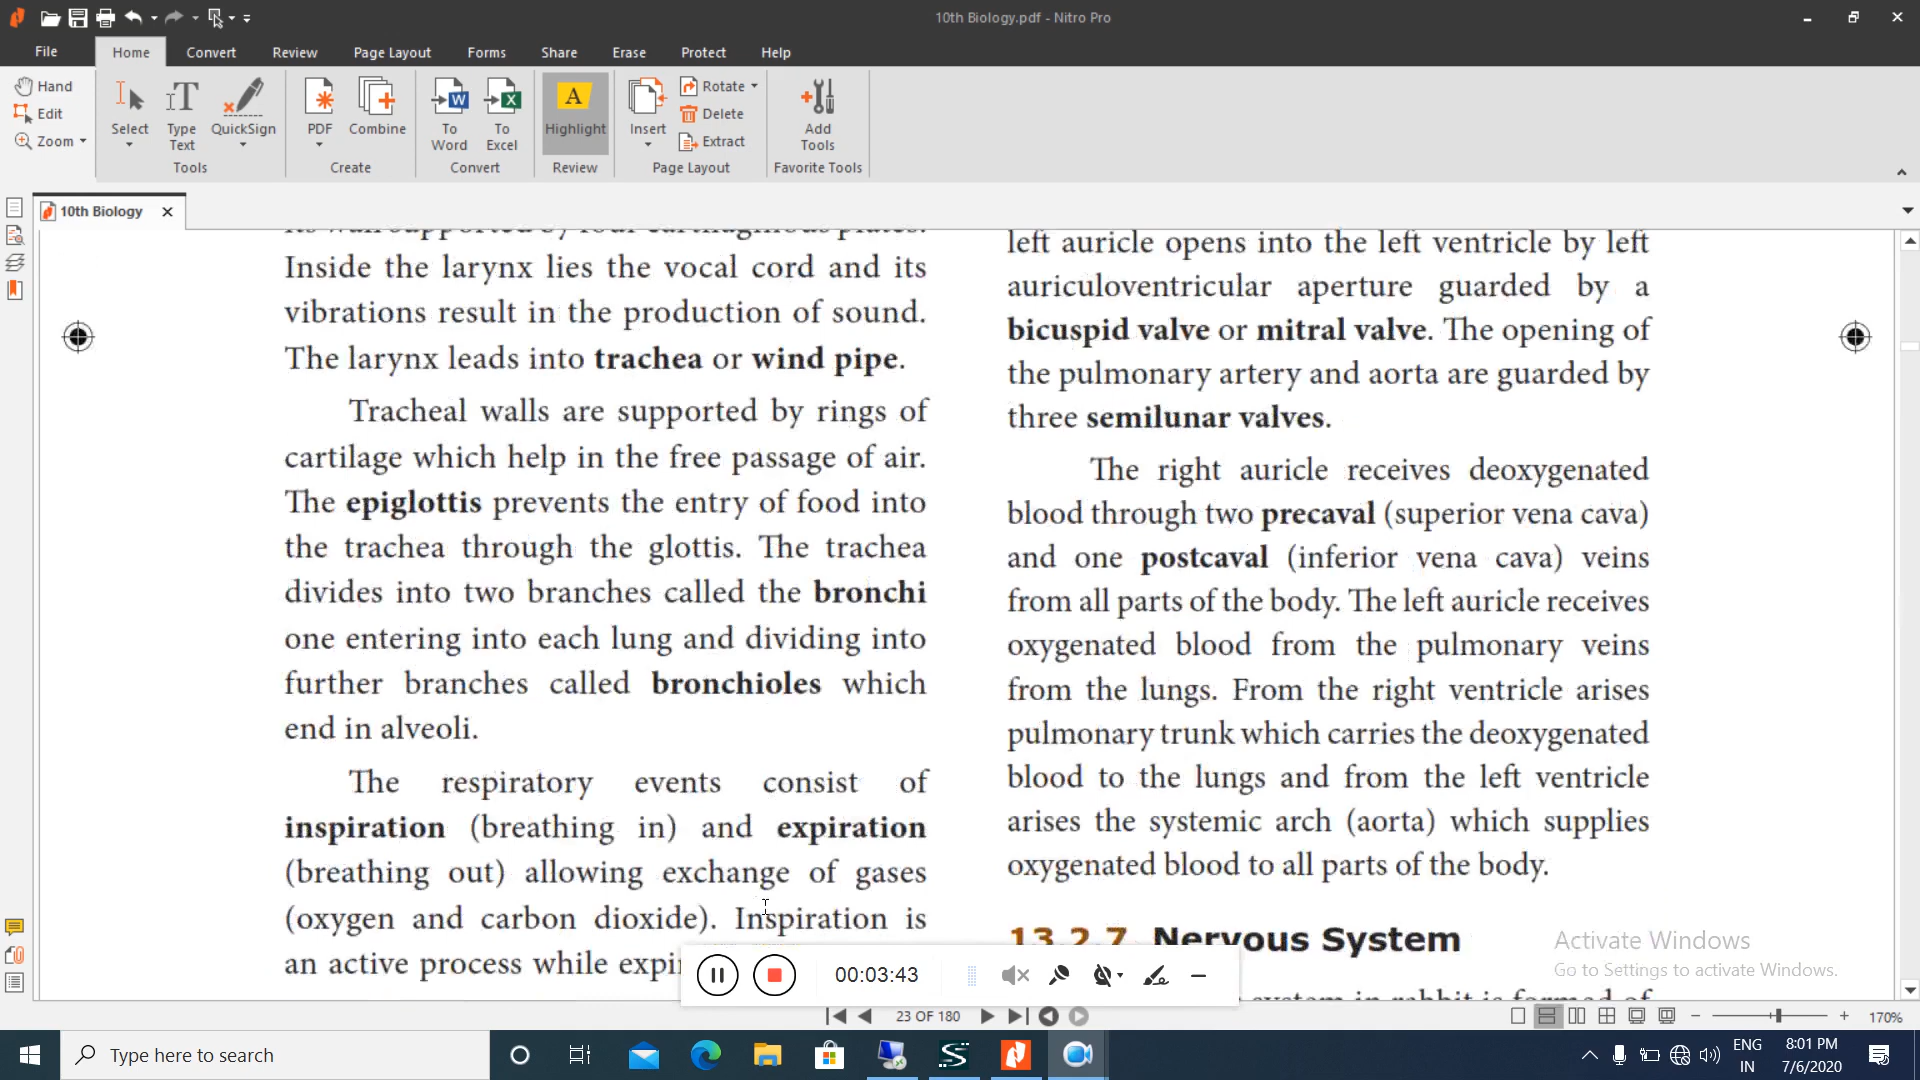 10th Biology.pdf - Nitro Pro
File
Home
Convert
Review
Page Layout
Forms
Share
Erase
Protect
Help
Hand
Edit
Zoom
Select
Type
Text
QuickSign
Tools
PDF
Combine
Create
To
Word
To
Excel
Convert
A
Highlight
Review
Insert
Rotate
Delete
Extract
Page Layout
Add
Tools
Favorite Tools
10th Biology
its wall supported by four cartilaginous plates.
Inside the larynx lies the vocal cord and its
vibrations result in the production of sound.
The larynx leads into trachea or wind pipe.
Tracheal walls are supported by rings of
cartilage which help in the free passage of air.
The epiglottis prevents the entry of food into
the trachea through the glottis. The trachea
divides into two branches called the bronchi
one entering into each lung and dividing into
further branches called bronchioles which
end in alveoli.
The respiratory events consist of
inspiration (breathing in) and expiration
(breathing out) allowing exchange of gases
(oxygen and carbon dioxide). Inspiration is
an active process while
left auricle opens into the left ventricle by left
auriculoventricular aperture guarded by a
bicuspid valve or mitral valve. The opening of
the pulmonary artery and aorta are guarded by
three semilunar valves.
The right auricle receives deoxygenated
blood through two precaval (superior vena cava)
and one postcaval (inferior vena cava) veins
from all parts of the body. The left auricle receives
oxygenated blood from the pulmonary veins
from the lungs. From the right ventricle arises
pulmonary trunk which carries the deoxygenated
blood to the lungs and from the left ventricle
arises the systemic arch (aorta) which supplies
oxygenated blood to all parts of the body.
13.2.7 Nervous System
system in rabbit is formed of
Activate Windows
Go to Settings to activate Windows.
00:03:43
23 OF 180
170%
Type here to search
ENG
IN
8:01 PM
7/6/2020